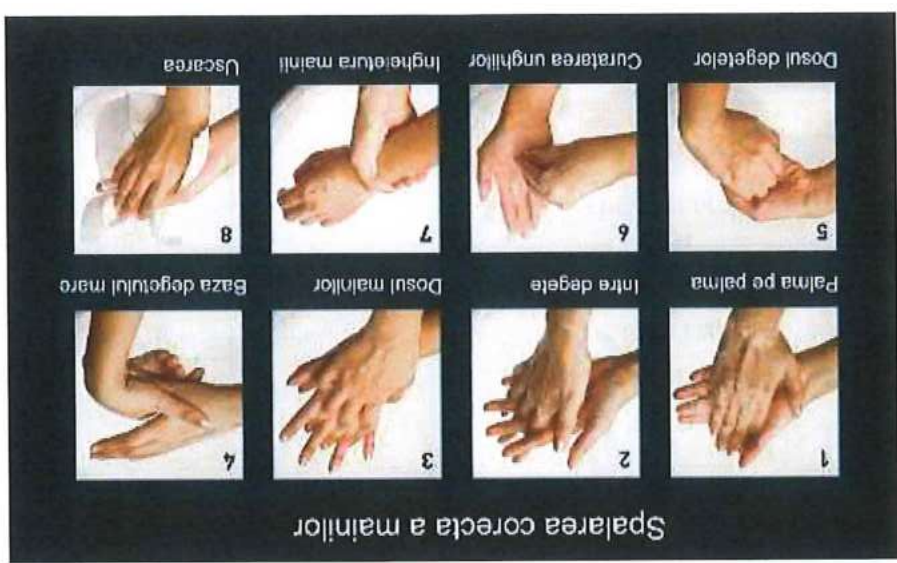 Spalarea corecta a mainilor
1 2 3 4
Palma pe palma Intre degete Dosul mainilor Baza degetului mare
5 6 7 8
Dosul degetelor Curatarea unghiilor Ingheietura mainii Uscarea